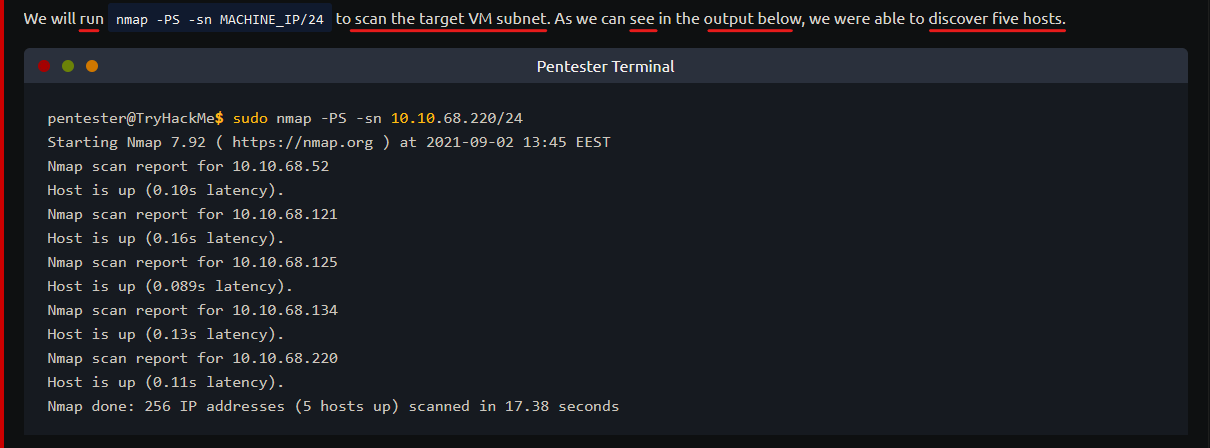 We will run nmap -PS -sn MACHINE_IP/24 to scan the target VM subnet. As we can see in the output below, we were able to discover five hosts.
Pentester Terminal
pentester@TryHackMe$ sudo nmap -PS -sn 10.10.68.220/24
Starting Nmap 7.92 ( https://nmap.org ) at 2021-09-02 13:45 EEST
Nmap scan report for 10.10.68.52
Host is up (0.10s latency).
Nmap scan report for 10.10.68.121
Host is up (0.16s latency).
Nmap scan report for 10.10.68.125
Host is up (0.089s latency).
Nmap scan report for 10.10.68.134
Host is up (0.13s latency).
Nmap scan report for 10.10.68.220
Host is up (0.11s latency).
Nmap done: 256 IP addresses (5 hosts up) scanned in 17.38 seconds